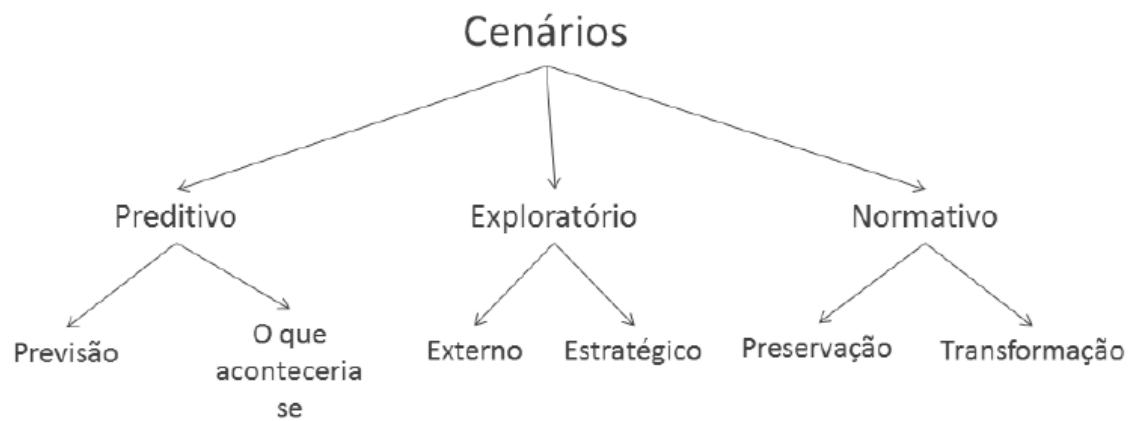 Cenários
Preditivo
Exploratório
Normativo
Previsão
O que
aconteceria
se
Externo
Estratégico
Preservação
Transformação